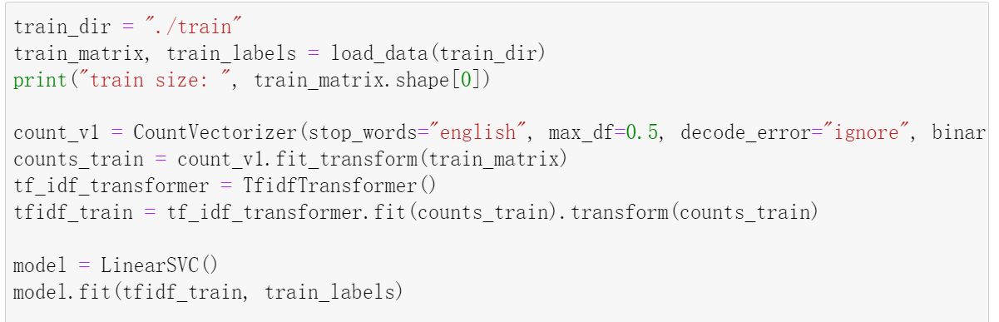 train_dir = "./train"
train_matrix, train_labels = load_data(train_dir)
print("train size: ", train_matrix.shape[0])
count_v1 = CountVectorizer(stop_words="english", max_df=0.5, decode_error="ignore", binar
counts_train = count_v1.fit_transform(train_matrix)
tf_idf_transformer = TfidfTransformer()
tfidf_train = tf_idf_transformer.fit(counts_train).transform(counts_train)
model = LinearSVC()
model.fit(tfidf_train, train_labels)